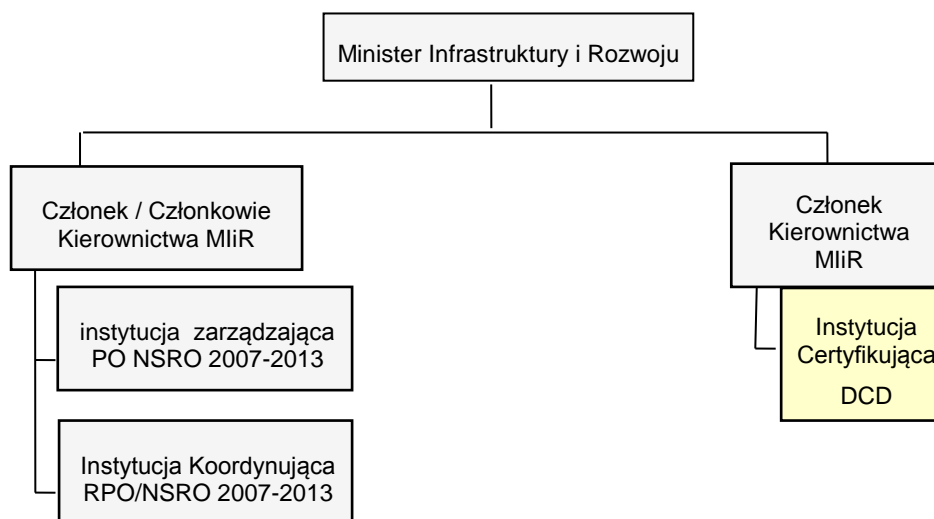 Minister Infrastruktury i Rozwoju
Członek / Członkowie
Kierownictwa MIiR
Członek
Kierownictwa
MIiR
instytucja zarządzająca
PO NSRO 2007-2013
Instytucja
Certyfikująca
DCD
Instytucja Koordynująca
RPO/NSRO 2007-2013